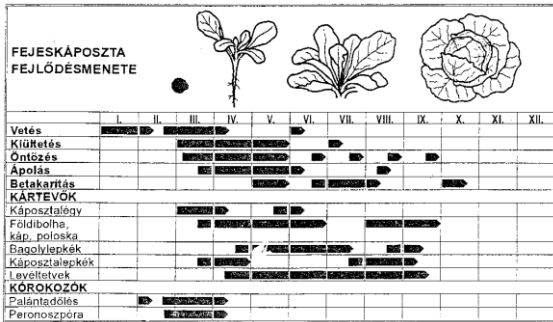 FEJESKÁPOSZTA
FEJLŐDÉSMENETE
I. II. III. IV. V. VI. VII. VIII. IX. X. XI. XII.
Vetés
Kiültetés
Öntözés
Ápolás
Betakarítás
KÁRTEVŐK
Káposztalégy
Földibolha,
káp. poloska
Bagolylepkék
Káposztalepkék
Levéltetvek
KÓROKOZÓK
Palántadőlés
Peronoszpóra